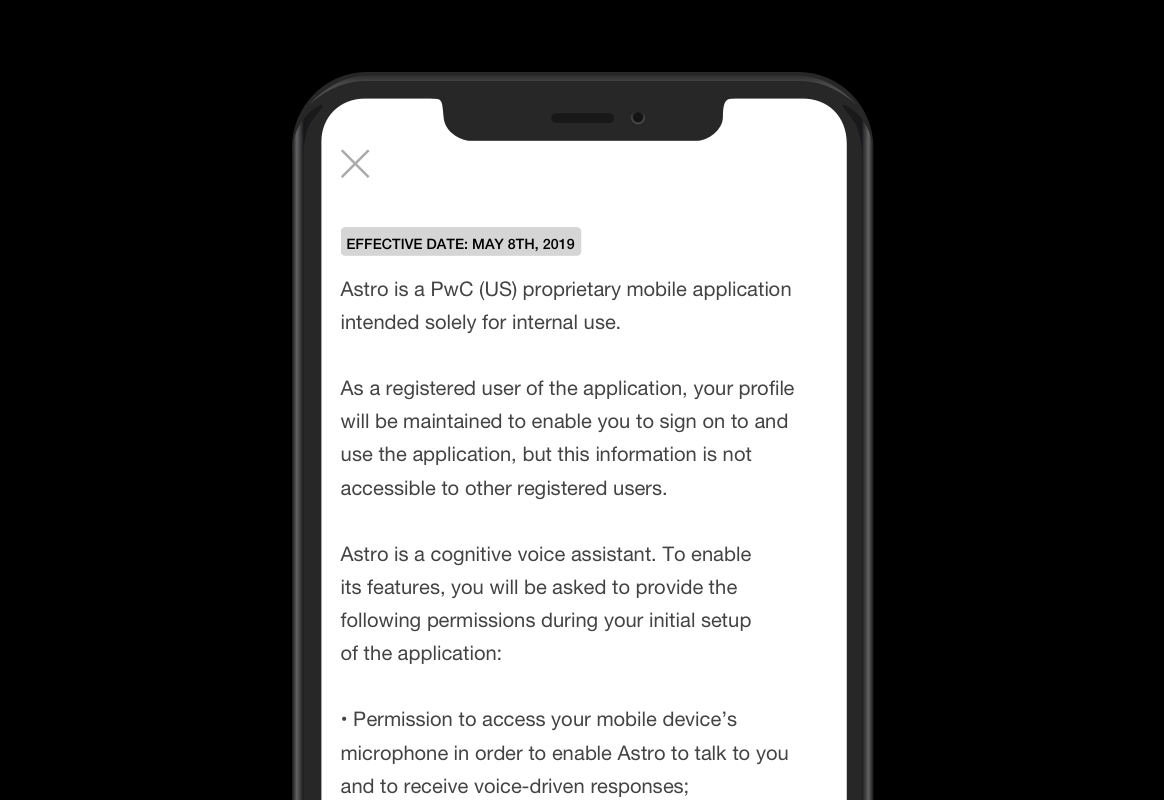 EFFECTIVE DATE: MAY 8TH, 2019
Astro is a PwC (US) proprietary mobile application
intended solely for internal use.
As a registered user of the application, your profile
will be maintained to enable you to sign on to and
use the application, but this information is not
accessible to other registered users.
Astro is a cognitive voice assistant. To enable
its features, you will be asked to provide the
following permissions during your initial setup
of the application:
• Permission to access your mobile device’s
microphone in order to enable Astro to talk to you
and to receive voice-driven responses;